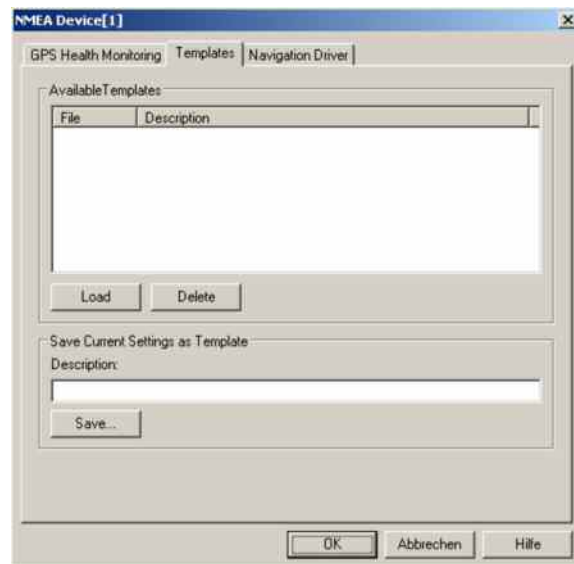 NMEA Device[1]
GPS Health Monitoring Templates Navigation Driver
AvailableTemplates
File Description
Load Delete
Save Current Settings as Template
Description:
Save...
OK Abbrechen Hilfe